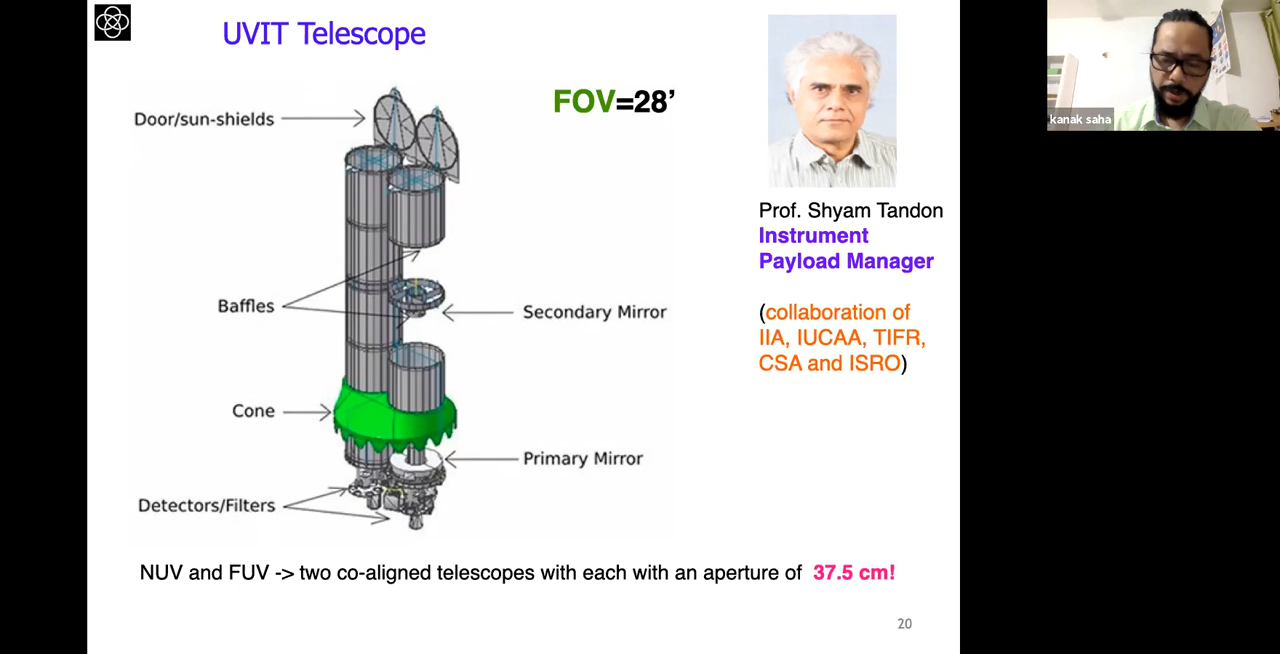 UVIT Telescope
FOV=28’
Door/sun-shields
Baffles
Secondary Mirror
Cone
Primary Mirror
Detectors/Filters
Prof. Shyam Tandon
Instrument
Payload Manager
(collaboration of
IIA, IUCAA, TIFR,
CSA and ISRO)
NUV and FUV -> two co-aligned telescopes with each with an aperture of 37.5 cm!
20
kanak saha